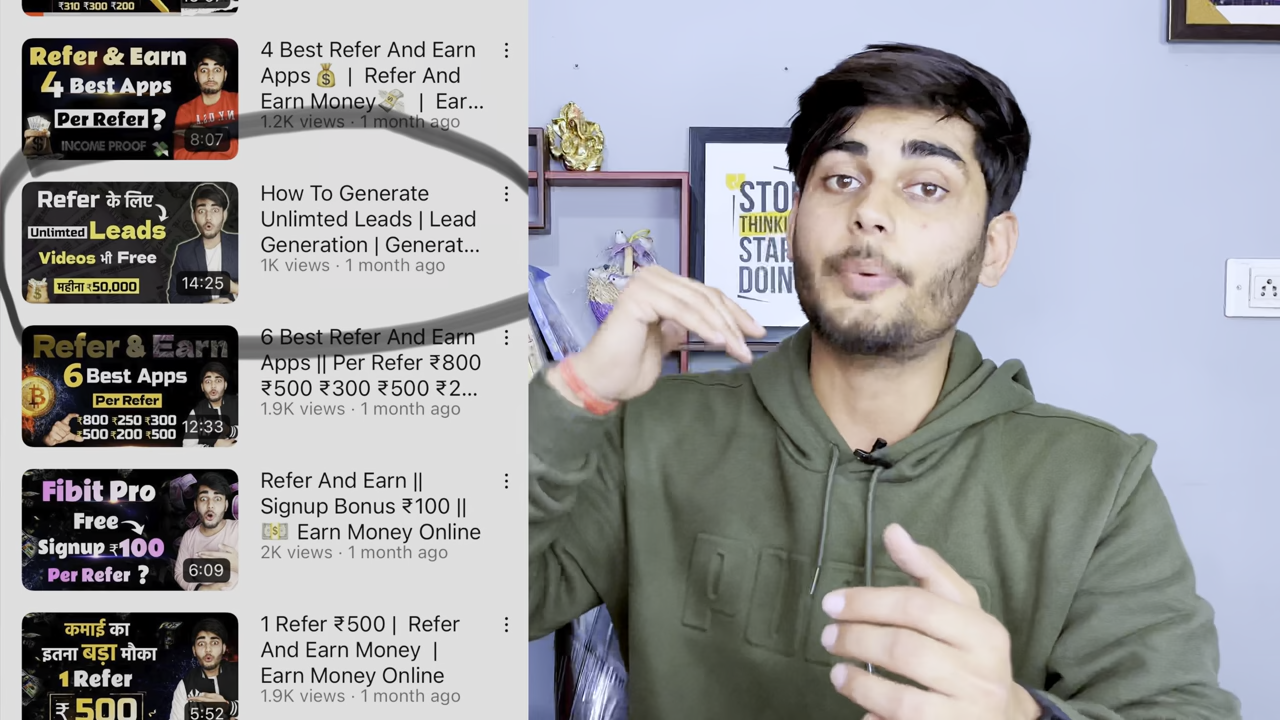 ₹310 ₹300 ₹200
Refer & Earn
4 Best Apps
Per Refer ?
INCOME PROOF
8:07
4 Best Refer And Earn
Apps 💰 | Refer And
Earn Money💸 | Ear...
1.2K views · 1 month ago
Refer के लिए
Unlimted Leads
Videos भी Free
महीना ₹50,000
14:25
How To Generate
Unlimted Leads | Lead
Generation | Generat...
1K views · 1 month ago
Refer & Earn
6 Best Apps
Per Refer
₹800 ₹250 ₹300
₹500 ₹200 ₹500
12:33
6 Best Refer And Earn
Apps || Per Refer ₹800
₹500 ₹300 ₹500 ₹2...
1.9K views · 1 month ago
Fibit Pro
Free
Signup ₹100
Per Refer ?
6:09
Refer And Earn ||
Signup Bonus ₹100 ||
💵 Earn Money Online
2K views · 1 month ago
कमाई का
इतना बड़ा मौका
1 Refer
₹500
5:52
1 Refer ₹500 | Refer
And Earn Money |
Earn Money Online
1.9K views · 1 month ago
STOP
THINKI
STAR
DOIN